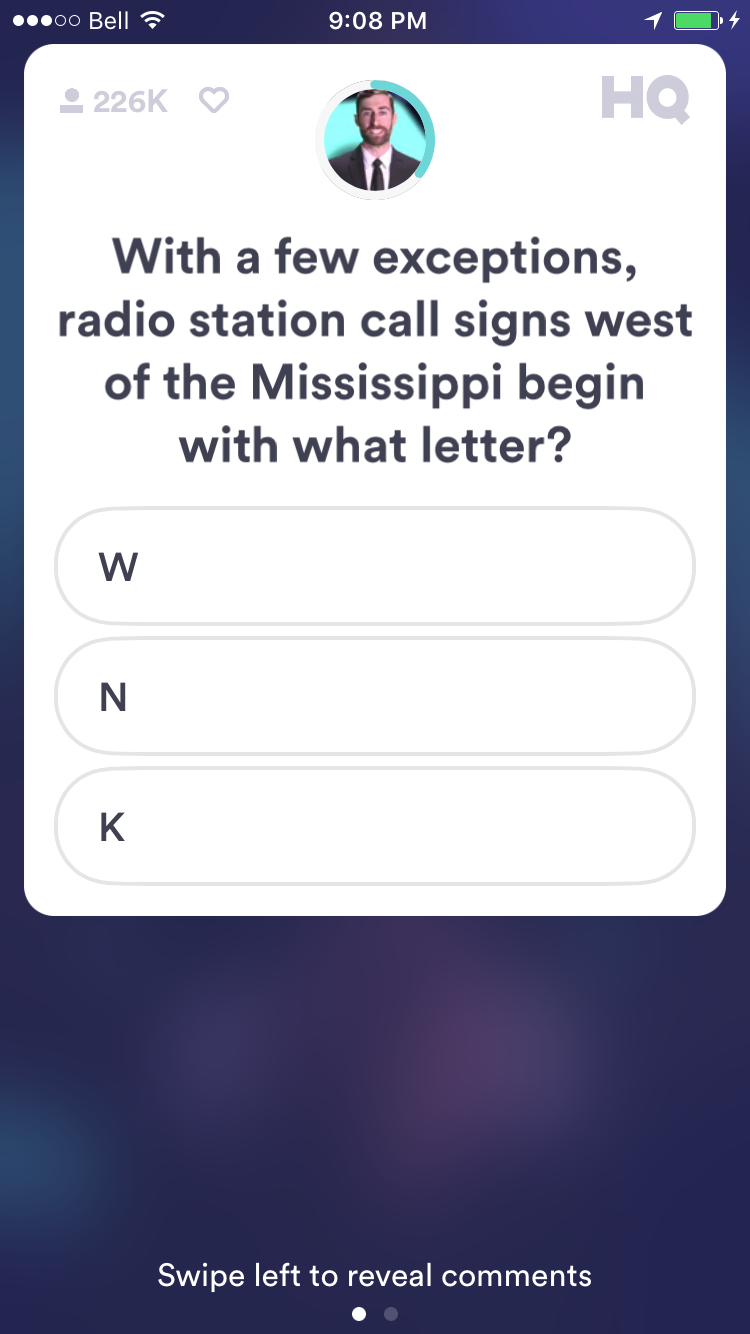 Bell 9:08 PM
226K HQ
With a few exceptions,
radio station call signs west
of the Mississippi begin
with what letter?
W
N
K
Swipe left to reveal comments